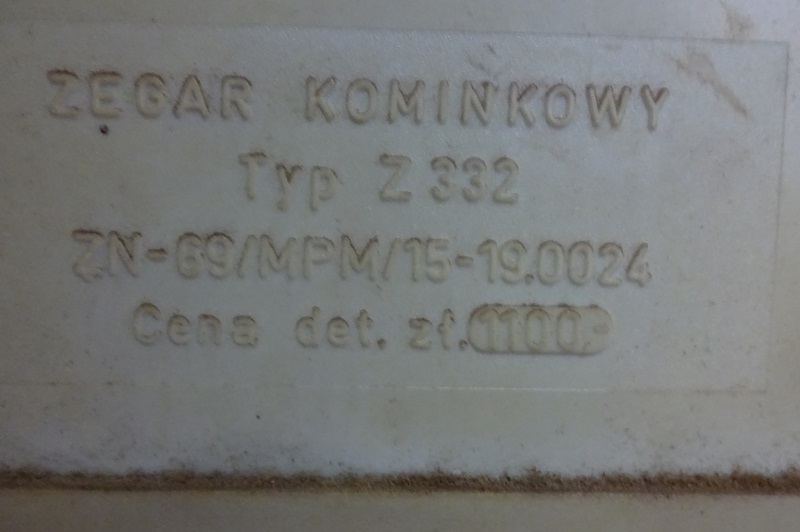 ZEGAR KOMINKOWY
Typ Z 332
ZN-69/MPM/15-19.0024
Cena det. zł. 1100,-